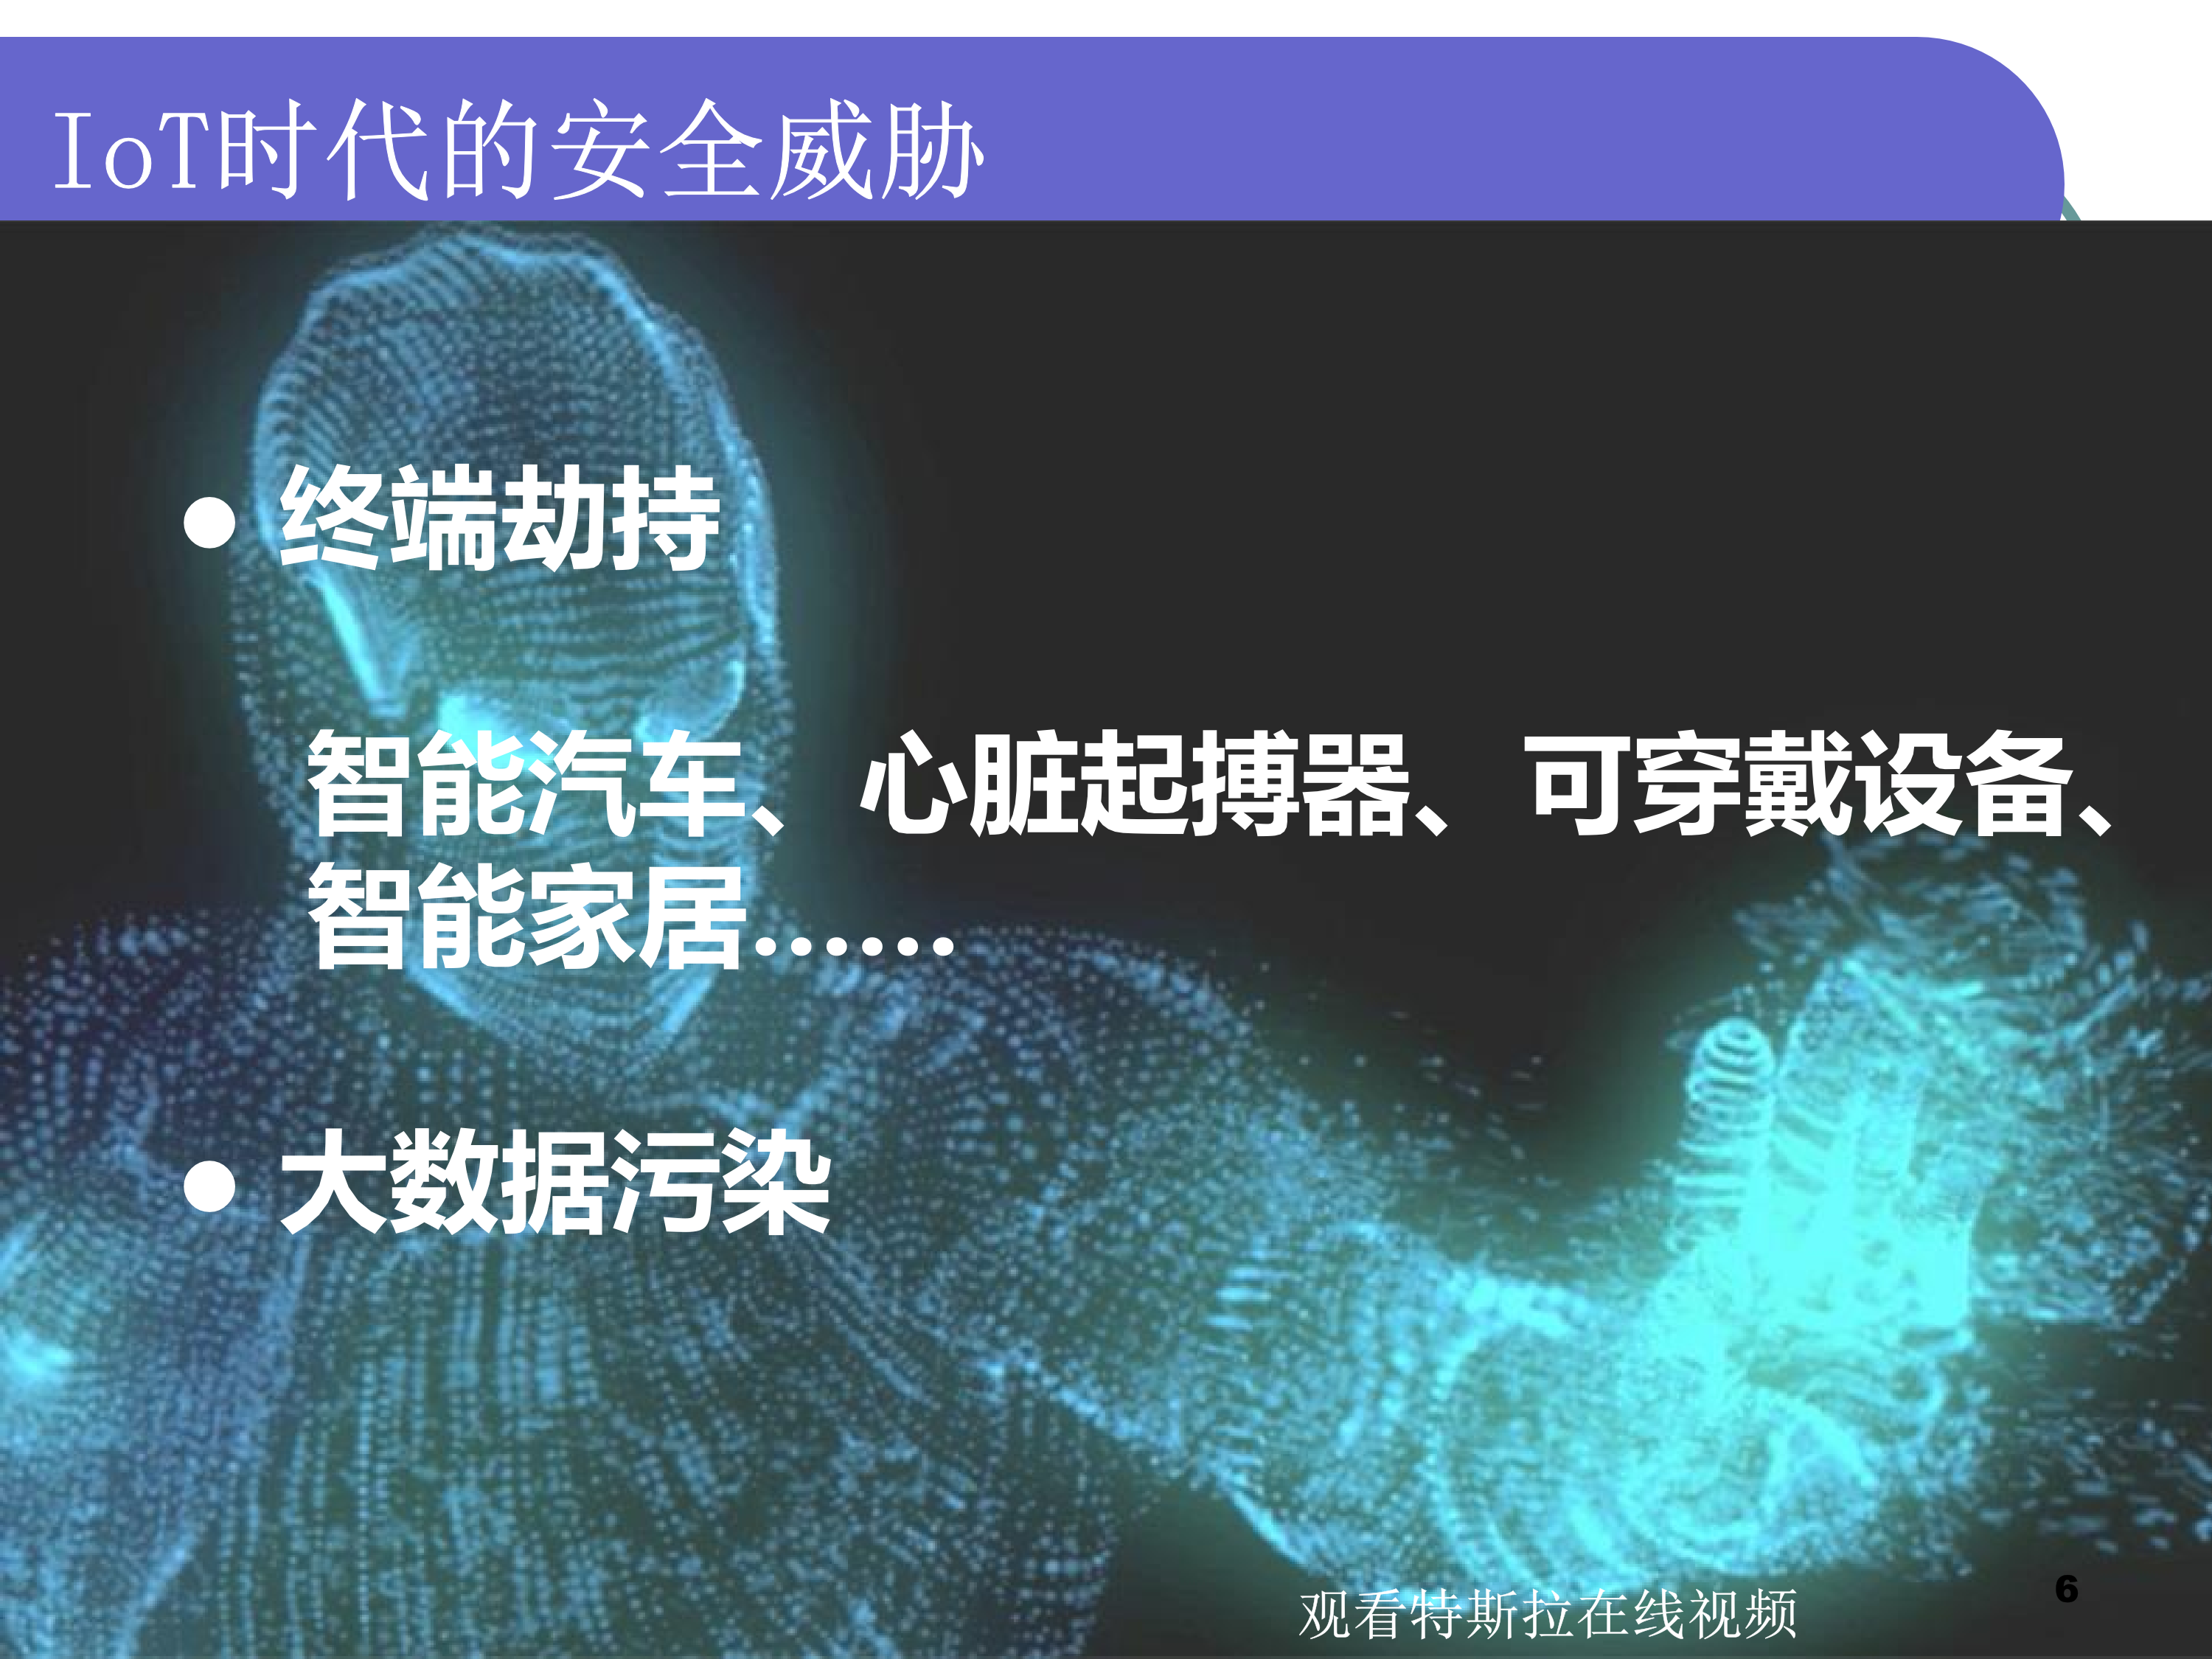 IoT时代的安全威胁
● 终端劫持
智能汽车、心脏起搏器、可穿戴设备、
智能家居……
● 大数据污染
观看特斯拉在线视频
6